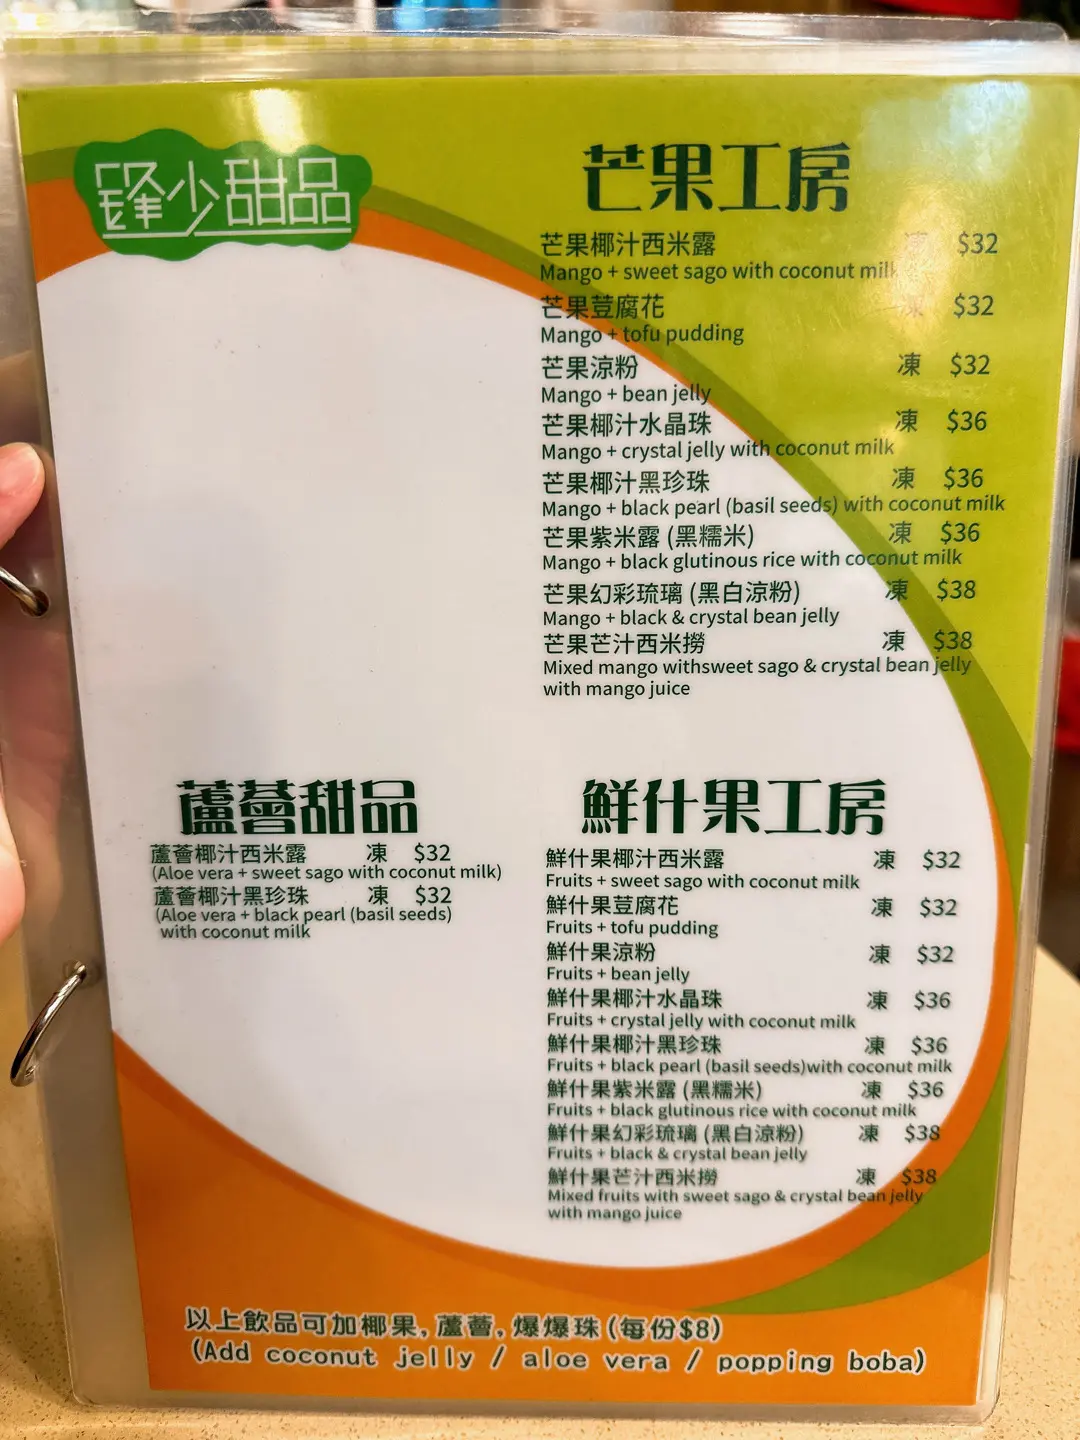 锋少甜品
芒果工房
芒果椰汁西米露 凍 $32
Mango + sweet sago with coconut milk
芒果荳腐花 凍 $32
Mango + tofu pudding
芒果涼粉 凍 $32
Mango + bean jelly
芒果椰汁水晶珠 凍 $36
Mango + crystal jelly with coconut milk
芒果椰汁黑珍珠 凍 $36
Mango + black pearl (basil seeds) with coconut milk
芒果紫米露 (黑糯米) 凍 $36
Mango + black glutinous rice with coconut milk
芒果幻彩琉璃 (黑白涼粉) 凍 $38
Mango + black & crystal bean jelly
芒果芒汁西米撈 凍 $38
Mixed mango withsweet sago & crystal bean jelly
with mango juice
蘆薈甜品
蘆薈椰汁西米露 凍 $32
(Aloe vera + sweet sago with coconut milk)
蘆薈椰汁黑珍珠 凍 $32
(Aloe vera + black pearl (basil seeds)
with coconut milk
鮮什果工房
鮮什果椰汁西米露 凍 $32
Fruits + sweet sago with coconut milk
鮮什果荳腐花 凍 $32
Fruits + tofu pudding
鮮什果涼粉 凍 $32
Fruits + bean jelly
鮮什果椰汁水晶珠 凍 $36
Fruits + crystal jelly with coconut milk
鮮什果椰汁黑珍珠 凍 $36
Fruits + black pearl (basil seeds)with coconut milk
鮮什果紫米露 (黑糯米) 凍 $36
Fruits + black glutinous rice with coconut milk
鮮什果幻彩琉璃 (黑白涼粉) 凍 $38
Fruits + black & crystal bean jelly
鮮什果芒汁西米撈 凍 $38
Mixed fruits with sweet sago & crystal bean jelly
with mango juice
以上飲品可加椰果,蘆薈,爆爆珠(每份$8)
(Add coconut jelly / aloe vera / popping boba)